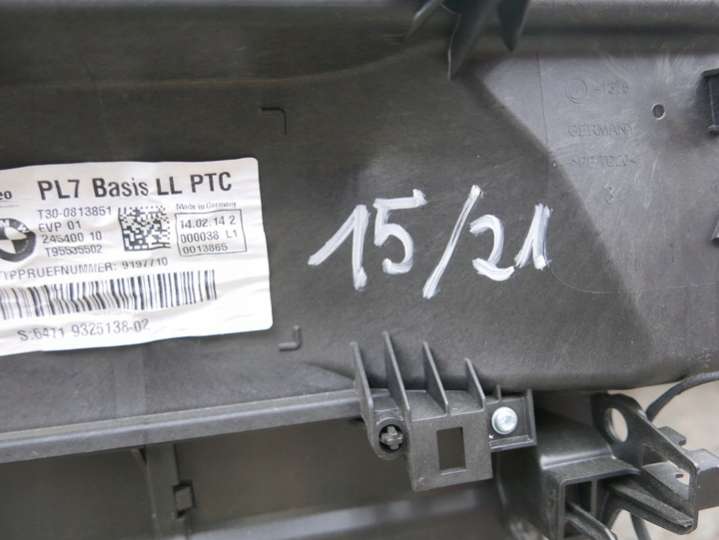 PL7 Basis LL PTC
T30-0813851
EVP 01
245400 10
T95535502
Made in Germany
14.02.14 2
000038 L1
0013865
TYPPRUEFNUMMER: 9197710
S:6471 9325138-02
15/21
GERMANY